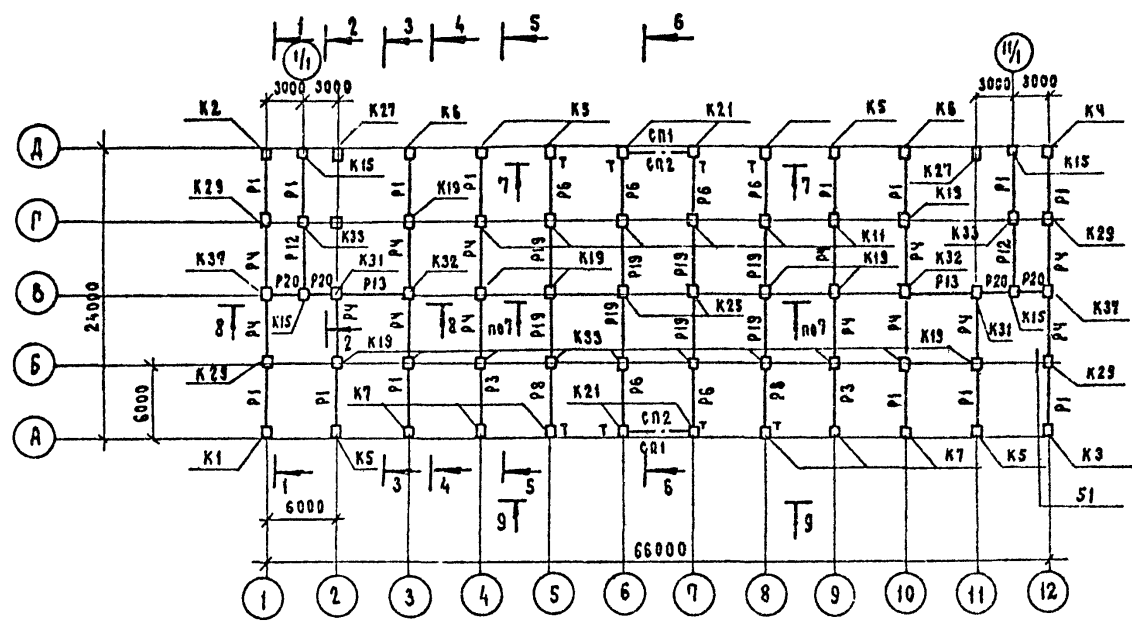 1 2 3 4 5 6
1/1 11/1
3000 3000 3000 3000
К2 К27 К6 К5 К21 К5 К6 К4
СП1
Д К15 Т Т СП2 Т Т К27 К15
Р1 Р1 Р1 Р1 7 Р6 Р6 Р6 Р6 7 Р1 Р1 Р1 Р1
К29 К19 К19
Г К33 К11 К33 К29
Р4 Р12 Р4 Р4 Р19 Р19 Р19 Р19 Р4 Р4 Р12 Р4
К37 К31 К32 К19 К19 К32
Р20 Р20 Р13 Р13 Р20 Р20
В
К15 К25 К31 К15 К37
8 Р4 2 Р4 Р4 8 Р4 по7 Р19 Р19 Р19 Р19 по7 Р4 Р4 Р4 Р4
24000
К19 К33 К19
Б
К29 К29
6000 Р1 Р1 Р1 Р3 Р8 Р6 Р6 Р8 Р3 Р1 Р1 Р1
К7 К21
СП2
А Т Т Т Т
СП1
К1 К5 К7 К5 К3
1 3 4 5 6
51
6000 9 9
66000
1 2 3 4 5 6 7 8 9 10 11 12